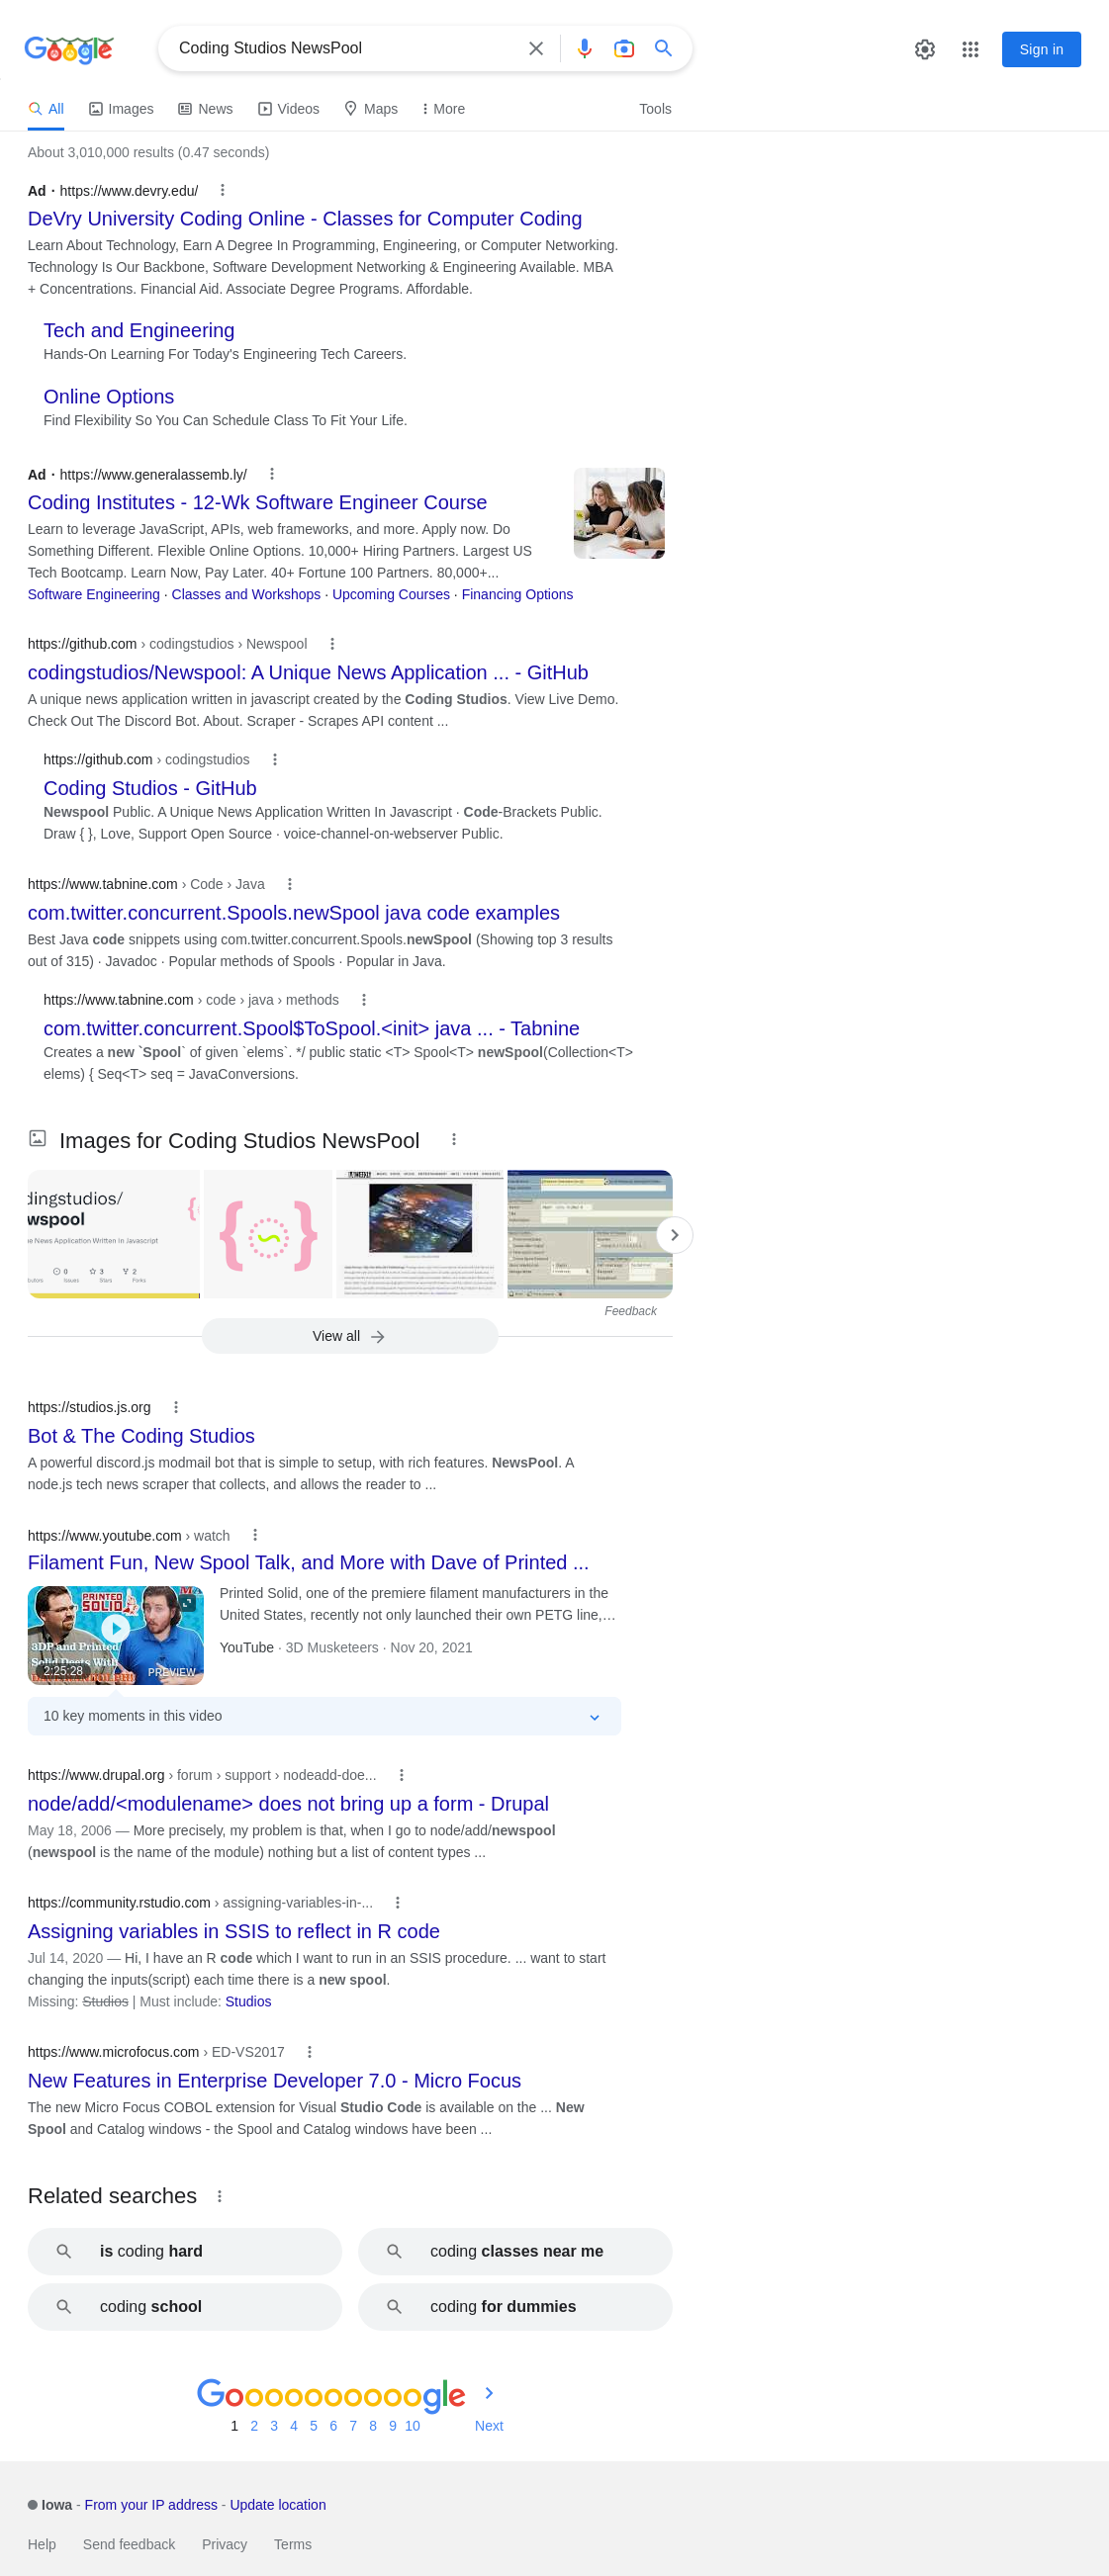 Google
Coding Studios NewsPool
Sign in
All
Images
News
Videos
Maps
More
Tools
About 3,010,000 results (0.47 seconds)
Ad · https://www.devry.edu/
DeVry University Coding Online - Classes for Computer Coding
Learn About Technology, Earn A Degree In Programming, Engineering, or Computer Networking.
Technology Is Our Backbone, Software Development Networking & Engineering Available. MBA
+ Concentrations. Financial Aid. Associate Degree Programs. Affordable.
Tech and Engineering
Hands-On Learning For Today's Engineering Tech Careers.
Online Options
Find Flexibility So You Can Schedule Class To Fit Your Life.
Ad · https://www.generalassemb.ly/
Coding Institutes - 12-Wk Software Engineer Course
Learn to leverage JavaScript, APIs, web frameworks, and more. Apply now. Do
Something Different. Flexible Online Options. 10,000+ Hiring Partners. Largest US
Tech Bootcamp. Learn Now, Pay Later. 40+ Fortune 100 Partners. 80,000+...
Software Engineering · Classes and Workshops · Upcoming Courses · Financing Options
https://github.com › codingstudios › Newspool
codingstudios/Newspool: A Unique News Application ... - GitHub
A unique news application written in javascript created by the Coding Studios. View Live Demo.
Check Out The Discord Bot. About. Scraper - Scrapes API content ...
https://github.com › codingstudios
Coding Studios - GitHub
Newspool Public. A Unique News Application Written In Javascript · Code-Brackets Public.
Draw { }, Love, Support Open Source · voice-channel-on-webserver Public.
https://www.tabnine.com › Code › Java
com.twitter.concurrent.Spools.newSpool java code examples
Best Java code snippets using com.twitter.concurrent.Spools.newSpool (Showing top 3 results
out of 315) · Javadoc · Popular methods of Spools · Popular in Java.
https://www.tabnine.com › code › java › methods
com.twitter.concurrent.Spool$ToSpool.<init> java ... - Tabnine
Creates a new `Spool` of given `elems`. */ public static <T> Spool<T> newSpool(Collection<T>
elems) { Seq<T> seq = JavaConversions.
Images for Coding Studios NewsPool
dingstudios/
wspool
e News Application Written In Javascript
0
3
2
Issues
Stars
Forks
Feedback
View all
https://studios.js.org
Bot & The Coding Studios
A powerful discord.js modmail bot that is simple to setup, with rich features. NewsPool. A
node.js tech news scraper that collects, and allows the reader to ...
https://www.youtube.com › watch
Filament Fun, New Spool Talk, and More with Dave of Printed ...
PRINTED
SOLID
3DP and Printed
Solid Deets With
2:25:28
PREVIEW
Printed Solid, one of the premiere filament manufacturers in the
United States, recently not only launched their own PETG line,…
YouTube · 3D Musketeers · Nov 20, 2021
10 key moments in this video
https://www.drupal.org › forum › support › nodeadd-doe...
node/add/<modulename> does not bring up a form - Drupal
May 18, 2006 — More precisely, my problem is that, when I go to node/add/newspool
(newspool is the name of the module) nothing but a list of content types ...
https://community.rstudio.com › assigning-variables-in-...
Assigning variables in SSIS to reflect in R code
Jul 14, 2020 — Hi, I have an R code which I want to run in an SSIS procedure. ... want to start
changing the inputs(script) each time there is a new spool.
Missing: Studios | Must include: Studios
https://www.microfocus.com › ED-VS2017
New Features in Enterprise Developer 7.0 - Micro Focus
The new Micro Focus COBOL extension for Visual Studio Code is available on the ... New
Spool and Catalog windows - the Spool and Catalog windows have been ...
Related searches
is coding hard
coding classes near me
coding school
coding for dummies
Goooooooooogle
1 2 3 4 5 6 7 8 9 10 Next
Iowa - From your IP address - Update location
Help Send feedback Privacy Terms